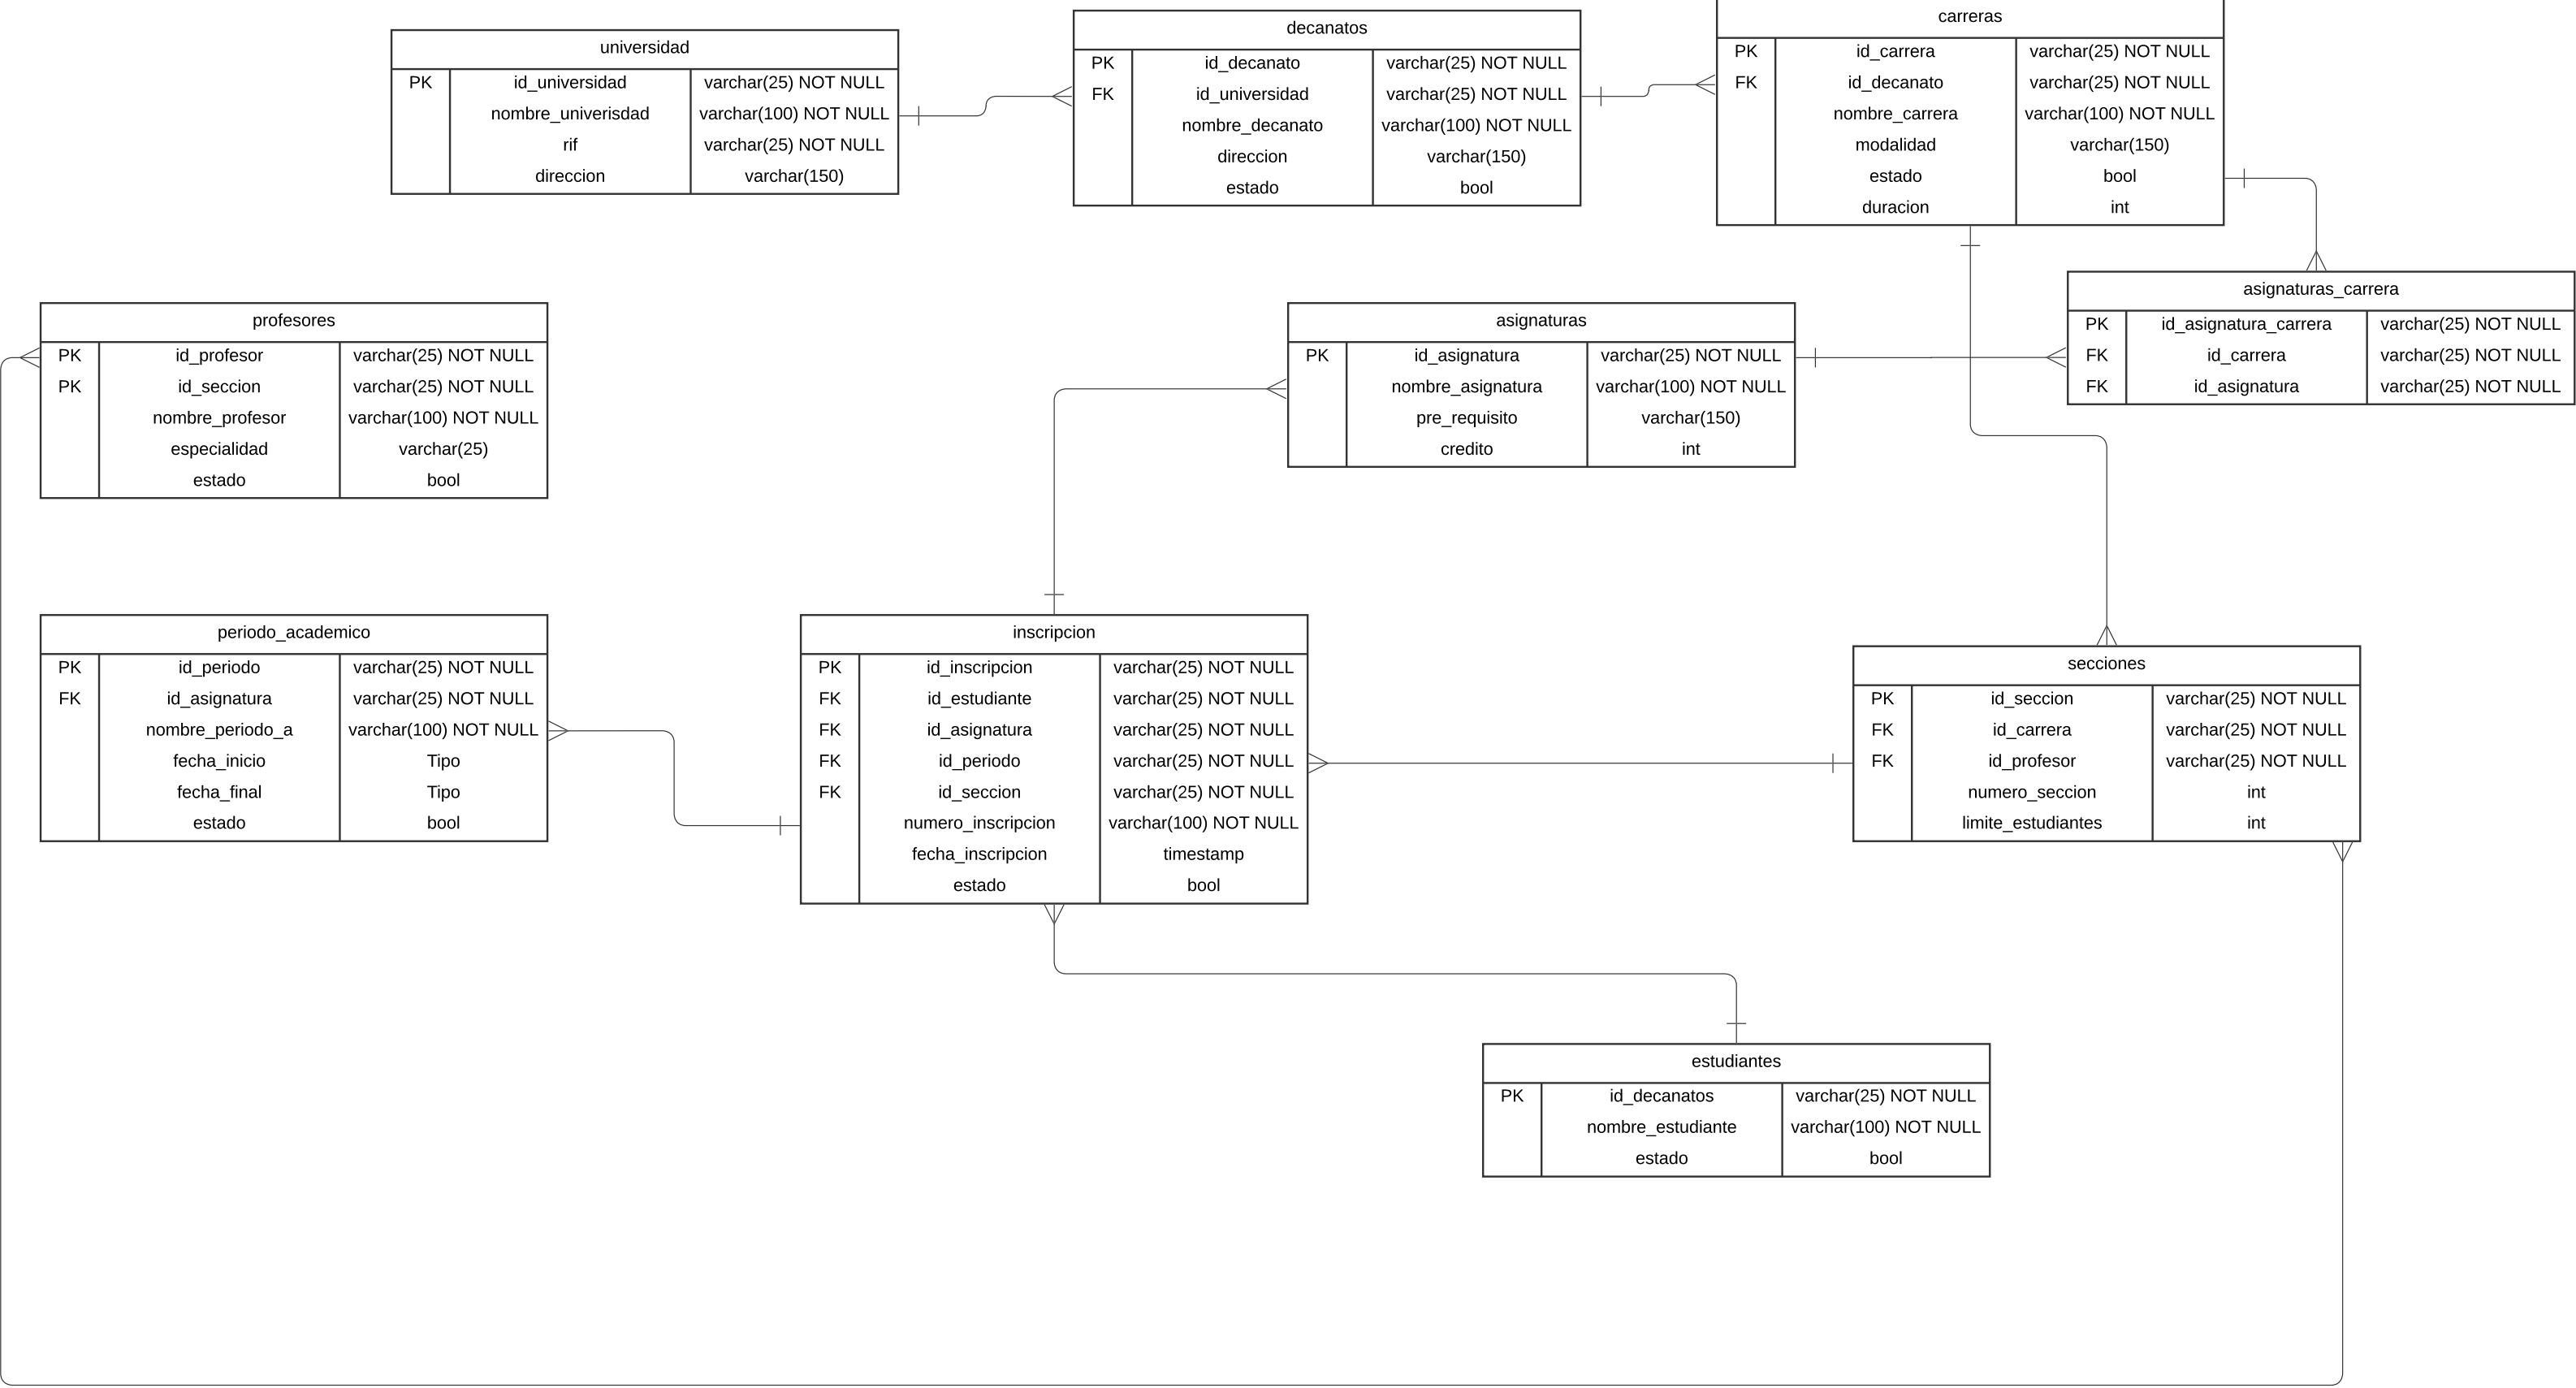 universidad
PK id_universidad varchar(25) NOT NULL
nombre_univerisdad varchar(100) NOT NULL
rif varchar(25) NOT NULL
direccion varchar(150)
decanatos
PK id_decanato varchar(25) NOT NULL
FK id_universidad varchar(25) NOT NULL
nombre_decanato varchar(100) NOT NULL
direccion varchar(150)
estado bool
carreras
PK id_carrera varchar(25) NOT NULL
FK id_decanato varchar(25) NOT NULL
nombre_carrera varchar(100) NOT NULL
modalidad varchar(150)
estado bool
duracion int
profesores
PK id_profesor varchar(25) NOT NULL
PK id_seccion varchar(25) NOT NULL
nombre_profesor varchar(100) NOT NULL
especialidad varchar(25)
estado bool
asignaturas
PK id_asignatura varchar(25) NOT NULL
nombre_asignatura varchar(100) NOT NULL
pre_requisito varchar(150)
credito int
asignaturas_carrera
PK id_asignatura_carrera varchar(25) NOT NULL
FK id_carrera varchar(25) NOT NULL
FK id_asignatura varchar(25) NOT NULL
periodo_academico
PK id_periodo varchar(25) NOT NULL
FK id_asignatura varchar(25) NOT NULL
nombre_periodo_a varchar(100) NOT NULL
fecha_inicio Tipo
fecha_final Tipo
estado bool
inscripcion
PK id_inscripcion varchar(25) NOT NULL
FK id_estudiante varchar(25) NOT NULL
FK id_asignatura varchar(25) NOT NULL
FK id_periodo varchar(25) NOT NULL
FK id_seccion varchar(25) NOT NULL
numero_inscripcion varchar(100) NOT NULL
fecha_inscripcion timestamp
estado bool
secciones
PK id_seccion varchar(25) NOT NULL
FK id_carrera varchar(25) NOT NULL
FK id_profesor varchar(25) NOT NULL
numero_seccion int
limite_estudiantes int
estudiantes
PK id_decanatos varchar(25) NOT NULL
nombre_estudiante varchar(100) NOT NULL
estado bool